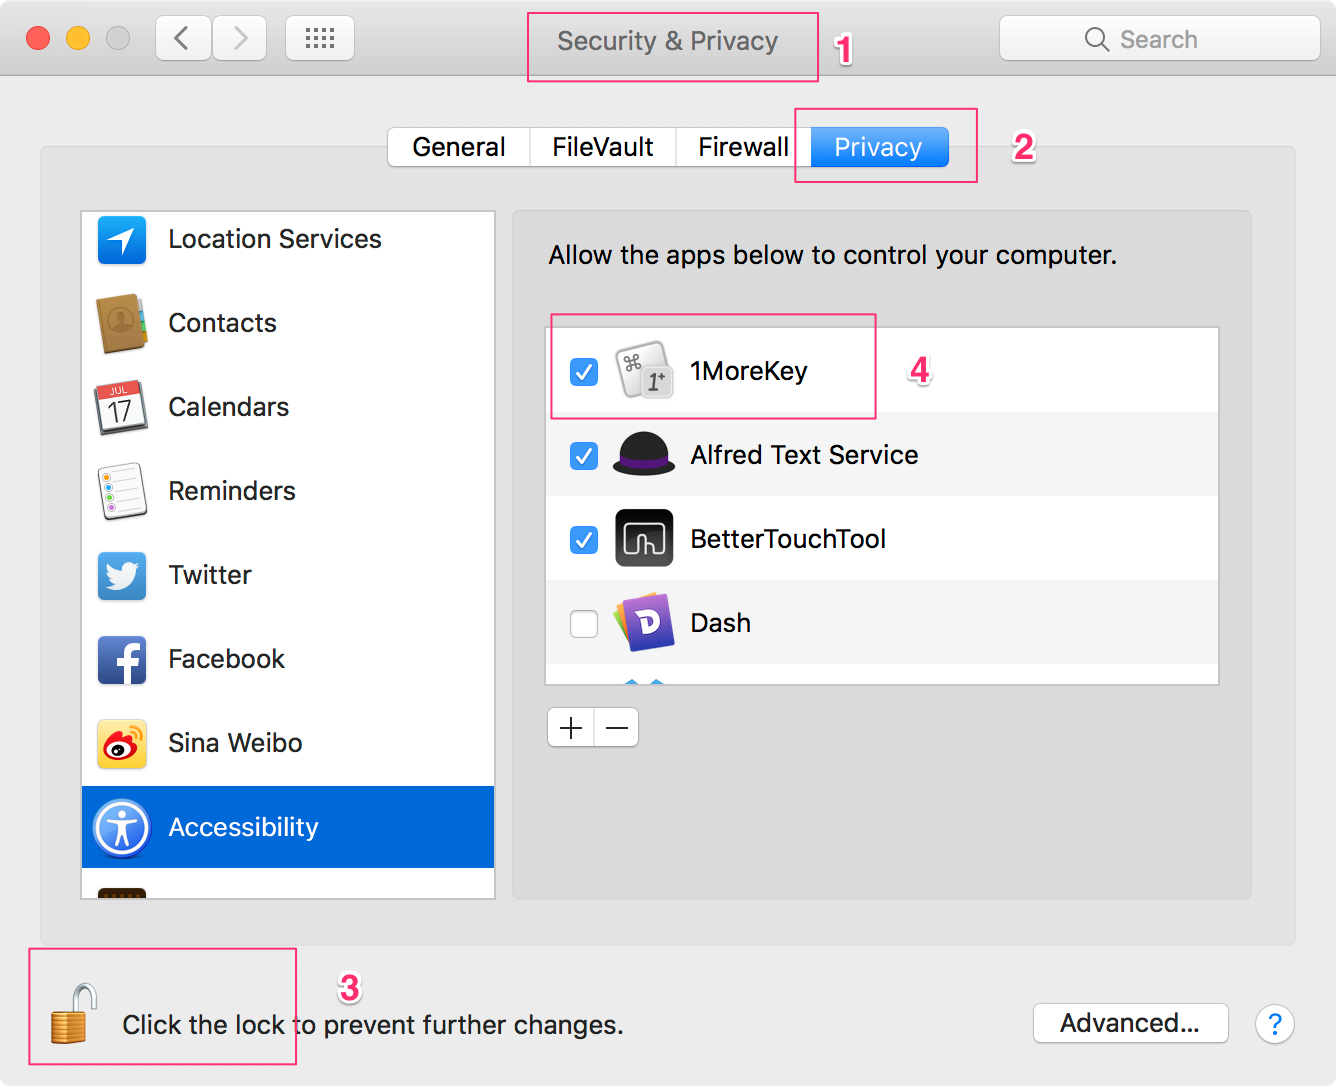 Security & Privacy
1
Search
General
FileVault
Firewall
Privacy
2
Location Services
Contacts
JUL
17
Calendars
Reminders
Twitter
Facebook
Sina Weibo
Accessibility
Allow the apps below to control your computer.
⌘
1+
1MoreKey
4
Alfred Text Service
BetterTouchTool
D
Dash
3
Click the lock to prevent further changes.
Advanced...
?